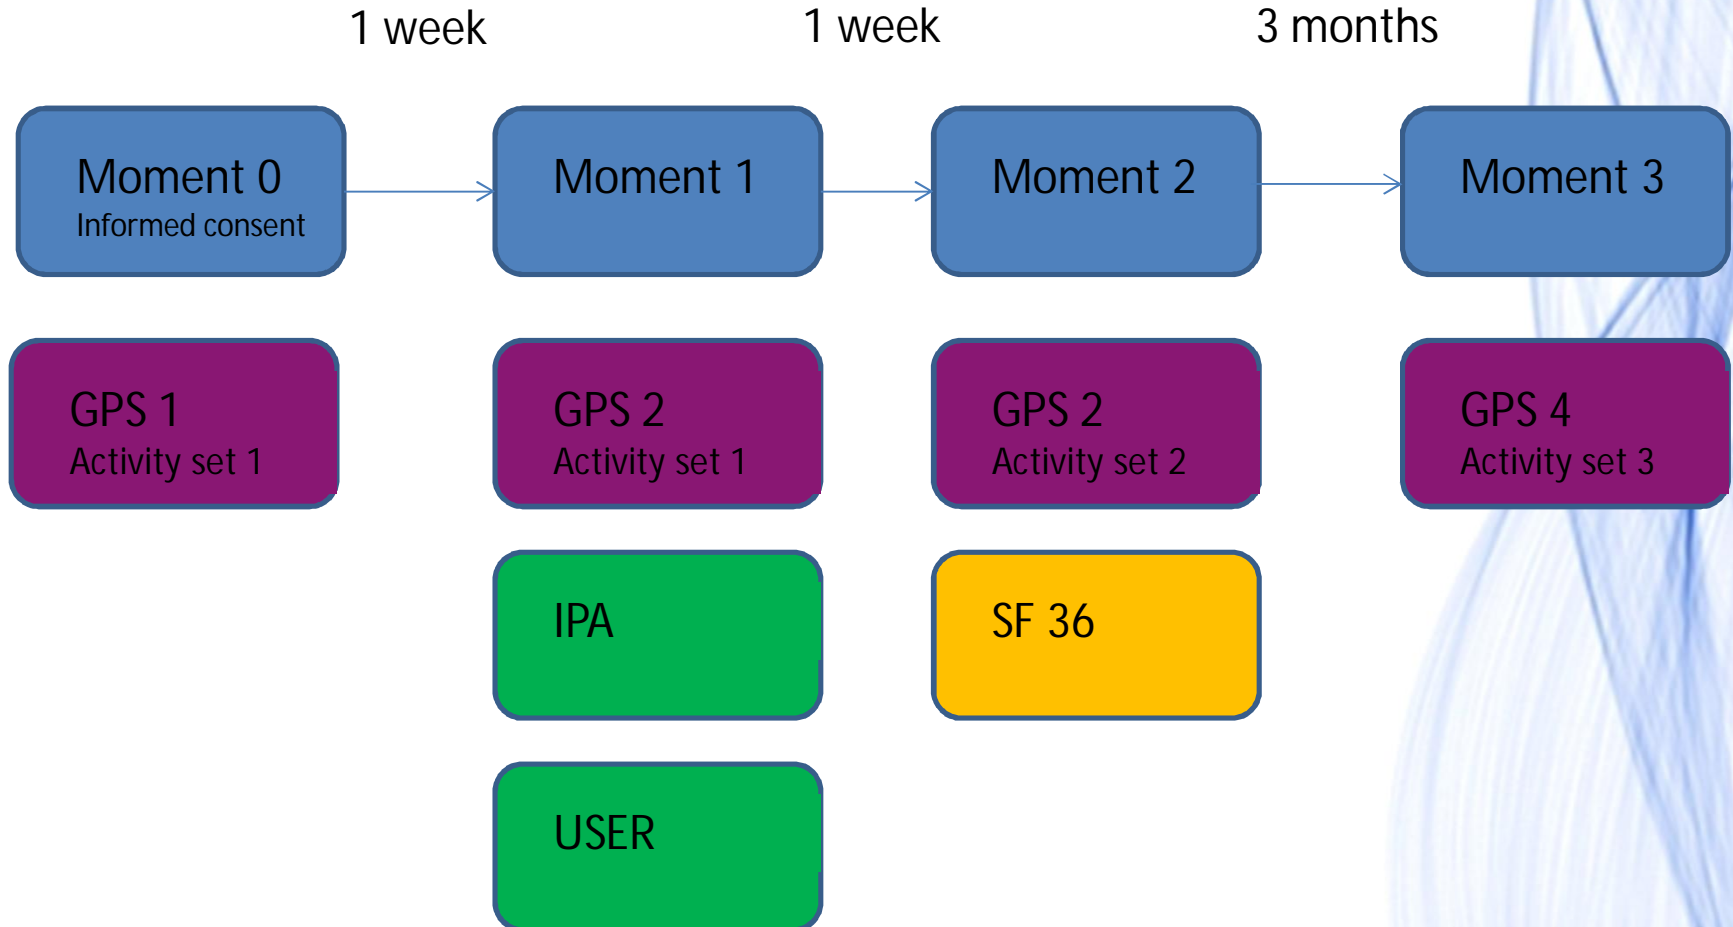 1 week
1 week
3 months
Moment 0
Informed consent
Moment 1
Moment 2
Moment 3
GPS 1
Activity set 1
GPS 2
Activity set 1
GPS 2
Activity set 2
GPS 4
Activity set 3
IPA
SF 36
USER